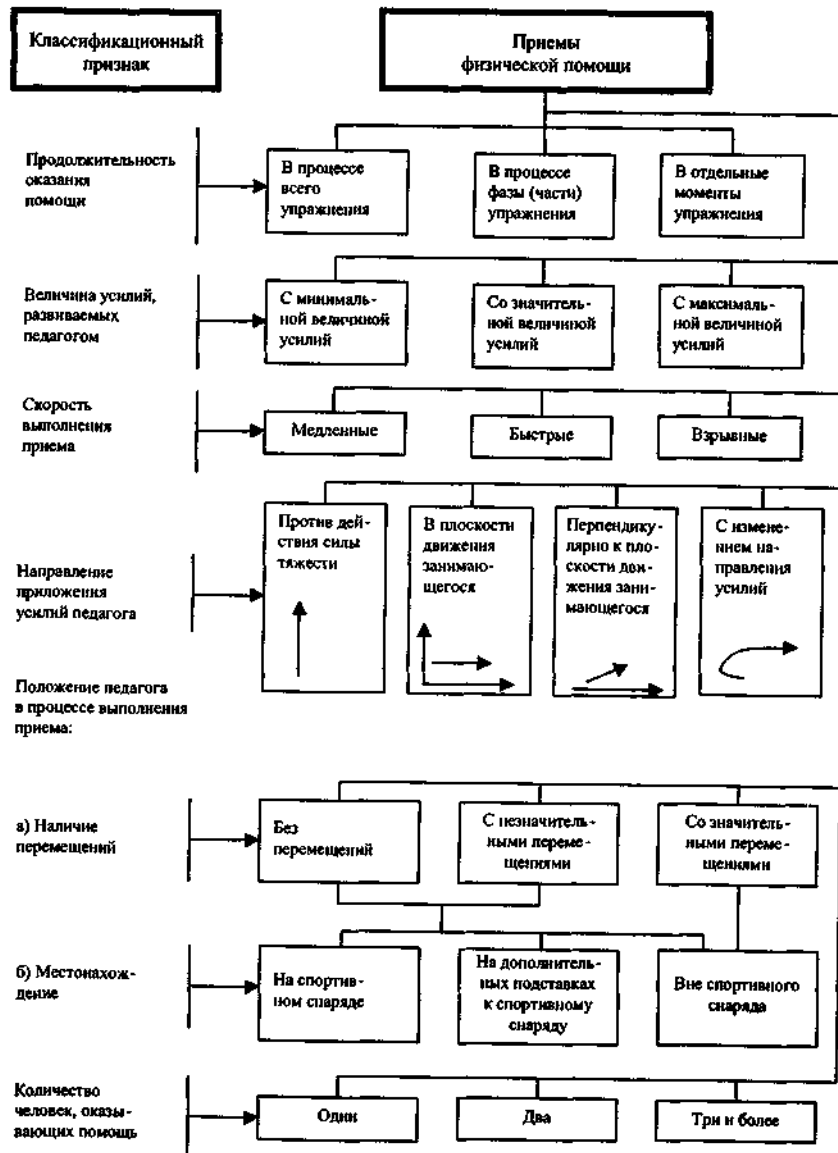 Классификационный
признак
Приемы
физической помощи
Продолжительность
оказания
помощи
В процессе
всего
упражнения
В процессе
фазы (части)
упражнения
В отдельные
моменты
упражнения
Величина усилий,
развиваемых
педагогом
С минималь-
ной величиной
усилий
Со значитель-
ной величиной
усилий
С максималь-
ной величиной
усилий
Скорость
выполнения
приема
Медленные
Быстрые
Взрывные
Направление
приложения
усилий педагога
Против дей-
ствия силы
тяжести
В плоскости
движения
занимаю-
щегося
Перпендику-
лярно к плос-
кости дви-
жения зани-
мающегося
С измене-
нием на-
правления
усилий
Положение педагога
в процессе выполнения
приема:
а) Наличие
перемещений
Без
перемещений
С незначитель-
ными перемеще-
ниями
Со значитель-
ными переме-
щениями
б) Местонахож-
дение
На спортив-
ном снаряде
На дополнитель-
ных подставках
к спортивному
снаряду
Вне спортивного
снаряда
Количество
человек, оказы-
вающих помощь
Один
Два
Три и более